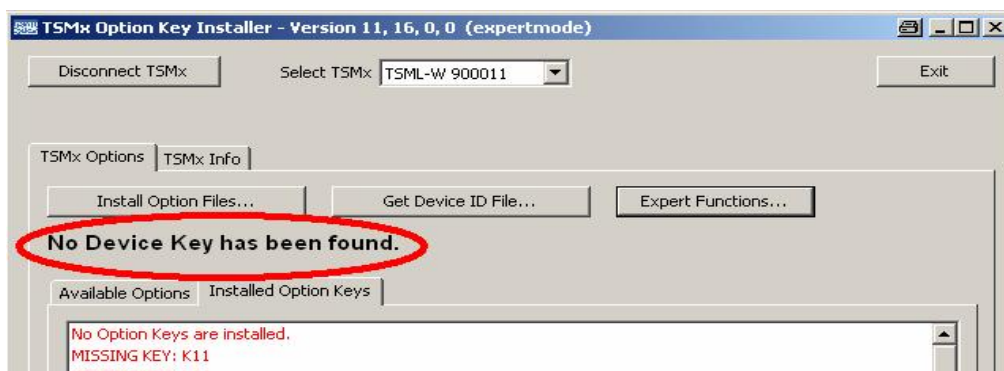 TSMx Option Key Installer - Version 11, 16, 0, 0 (expertmode)
Disconnect TSMx Select TSMx TSML-W 900011 Exit
TSMx Options TSMx Info
Install Option Files... Get Device ID File... Expert Functions...
No Device Key has been found.
Available Options Installed Option Keys
No Option Keys are installed.
MISSING KEY: K11